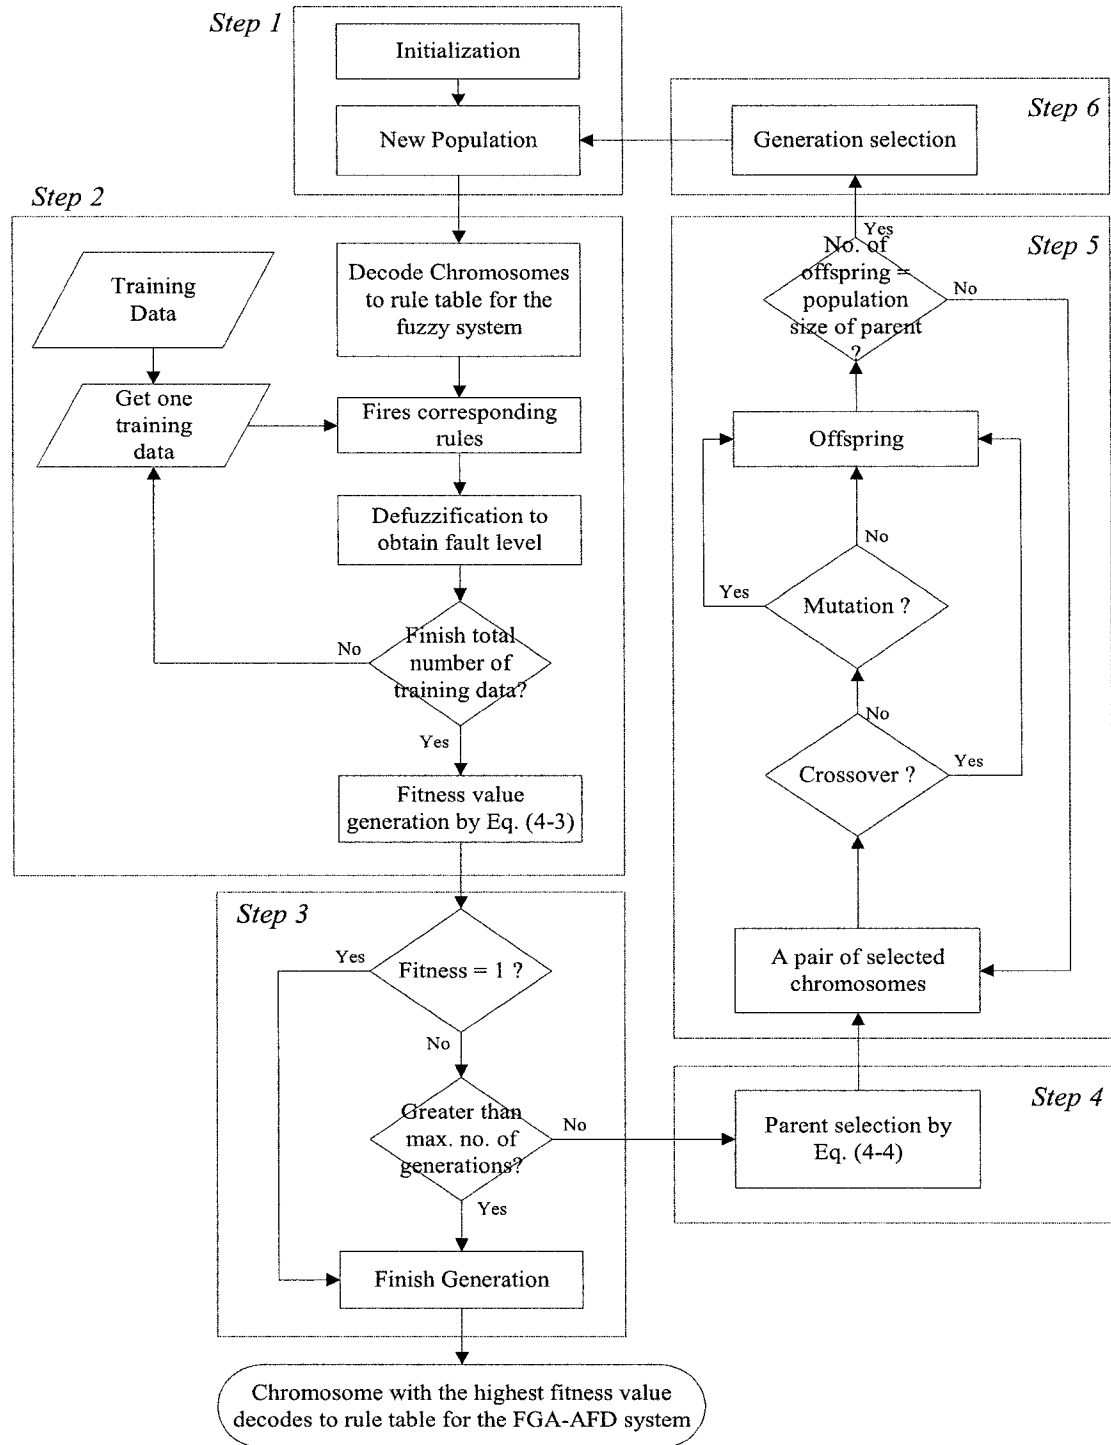 Step 1
Initialization
New Population
Step 2
Training
Data
Get one
training
data
Decode Chromosomes
to rule table for the
fuzzy system
Fires corresponding
rules
Defuzzification to
obtain fault level
Finish total
number of
training data?
No
Yes
Fitness value
generation by Eq. (4-3)
Step 3
Fitness = 1 ?
Yes
No
Greater than
max. no. of
generations?
No
Yes
Finish Generation
Chromosome with the highest fitness value
decodes to rule table for the FGA-AFD system
Step 4
Parent selection by
Eq. (4-4)
Step 5
A pair of selected
chromosomes
Crossover ?
Yes
No
Mutation ?
Yes
No
Offspring
No. of
offspring =
population
size of parent
?
Yes
No
Step 6
Generation selection